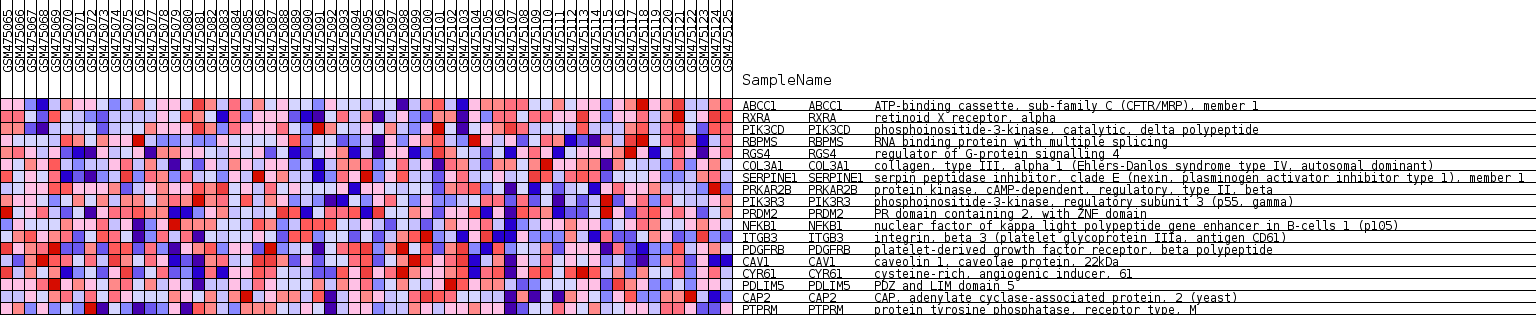 GSM475065 GSM475066 GSM475067 GSM475068 GSM475069 GSM475070 GSM475071 GSM475072 GSM475073 GSM475074 GSM475075 GSM475076 GSM475077 GSM475078 GSM475079 GSM475080 GSM475081 GSM475082 GSM475083 GSM475084 GSM475085 GSM475086 GSM475087 GSM475088 GSM475089 GSM475090 GSM475091 GSM475092 GSM475093 GSM475094 GSM475095 GSM475096 GSM475097 GSM475098 GSM475099 GSM475100 GSM475101 GSM475102 GSM475103 GSM475104 GSM475105 GSM475106 GSM475107 GSM475108 GSM475109 GSM475110 GSM475111 GSM475112 GSM475113 GSM475114 GSM475115 GSM475116 GSM475117 GSM475118 GSM475119 GSM475120 GSM475121 GSM475122 GSM475123 GSM475124 GSM475125
SampleName
ABCC1 ABCC1 ATP-binding cassette, sub-family C (CFTR/MRP), member 1
RXRA RXRA retinoid X receptor, alpha
PIK3CD PIK3CD phosphoinositide-3-kinase, catalytic, delta polypeptide
RBPMS RBPMS RNA binding protein with multiple splicing
RGS4 RGS4 regulator of G-protein signalling 4
COL3A1 COL3A1 collagen, type III, alpha 1 (Ehlers-Danlos syndrome type IV, autosomal dominant)
SERPINE1 SERPINE1 serpin peptidase inhibitor, clade E (nexin, plasminogen activator inhibitor type 1), member 1
PRKAR2B PRKAR2B protein kinase, cAMP-dependent, regulatory, type II, beta
PIK3R3 PIK3R3 phosphoinositide-3-kinase, regulatory subunit 3 (p55, gamma)
PRDM2 PRDM2 PR domain containing 2, with ZNF domain
NFKB1 NFKB1 nuclear factor of kappa light polypeptide gene enhancer in B-cells 1 (p105)
ITGB3 ITGB3 integrin, beta 3 (platelet glycoprotein IIIa, antigen CD61)
PDGFRB PDGFRB platelet-derived growth factor receptor, beta polypeptide
CAV1 CAV1 caveolin 1, caveolae protein, 22kDa
CYR61 CYR61 cysteine-rich, angiogenic inducer, 61
PDLIM5 PDLIM5 PDZ and LIM domain 5
CAP2 CAP2 CAP, adenylate cyclase-associated protein, 2 (yeast)
PTPRM PTPRM protein tyrosine phosphatase, receptor type, M